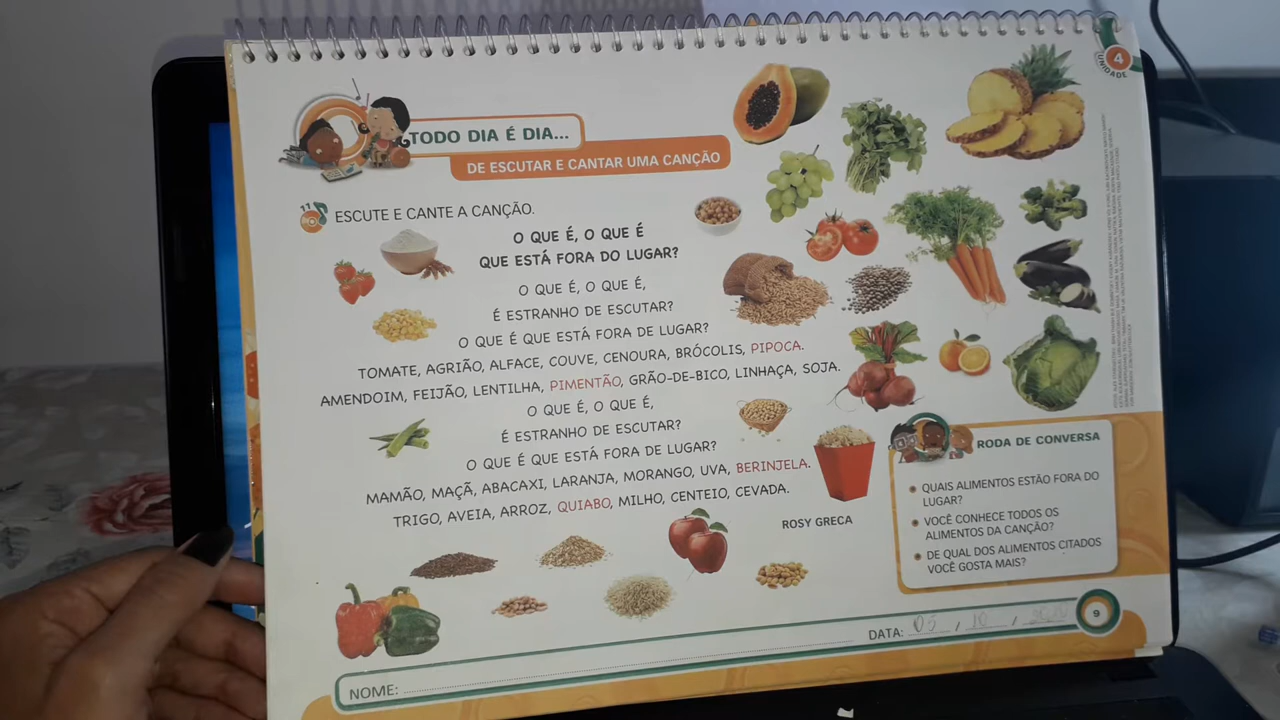 UNIDADE
4
TODO DIA É DIA...
DE ESCUTAR E CANTAR UMA CANÇÃO
11
ESCUTE E CANTE A CANÇÃO.
O QUE É, O QUE É
QUE ESTÁ FORA DO LUGAR?
O QUE É, O QUE É,
É ESTRANHO DE ESCUTAR?
O QUE É QUE ESTÁ FORA DE LUGAR?
TOMATE, AGRIÃO, ALFACE, COUVE, CENOURA, BRÓCOLIS, PIPOCA.
AMENDOIM, FEIJÃO, LENTILHA, PIMENTÃO, GRÃO-DE-BICO, LINHAÇA, SOJA.
O QUE É, O QUE É,
É ESTRANHO DE ESCUTAR?
O QUE É QUE ESTÁ FORA DE LUGAR?
MAMÃO, MAÇÃ, ABACAXI, LARANJA, MORANGO, UVA, BERINJELA.
TRIGO, AVEIA, ARROZ, QUIABO, MILHO, CENTEIO, CEVADA.
ROSY GRECA
RODA DE CONVERSA
QUAIS ALIMENTOS ESTÃO FORA DO
LUGAR?
VOCÊ CONHECE TODOS OS
ALIMENTOS DA CANÇÃO?
DE QUAL DOS ALIMENTOS CITADOS
VOCÊ GOSTA MAIS?
NOME:
DATA: 05 / 10 /
9